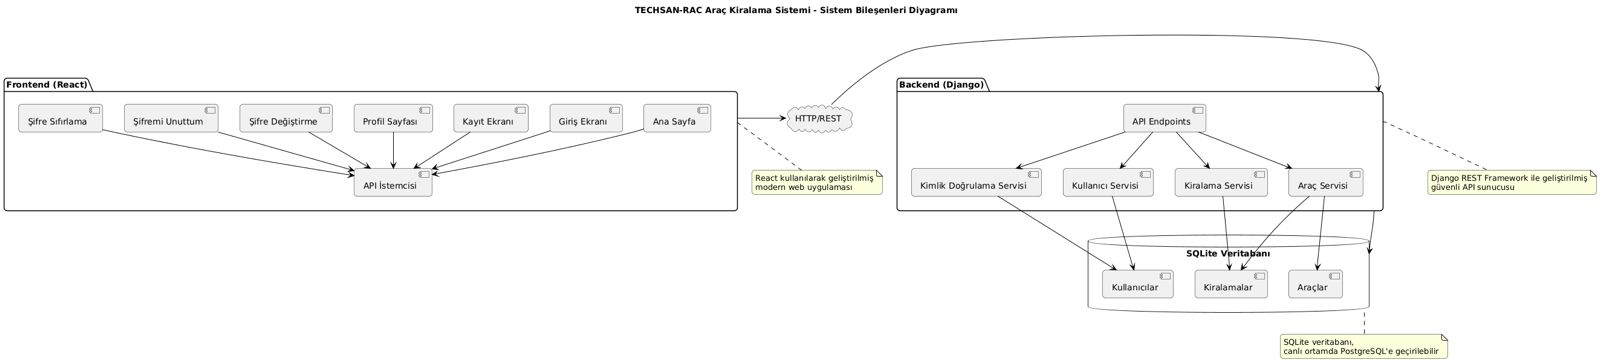 TECHSAN-RAC Araç Kiralama Sistemi - Sistem Bileşenleri Diyagramı
Frontend (React)
Şifre Sıfırlama
Şifremi Unuttum
Şifre Değiştirme
Profil Sayfası
Kayıt Ekranı
Giriş Ekranı
Ana Sayfa
API İstemcisi
HTTP/REST
React kullanılarak geliştirilmiş
modern web uygulaması
Backend (Django)
API Endpoints
Kimlik Doğrulama Servisi
Kullanıcı Servisi
Kiralama Servisi
Araç Servisi
Django REST Framework ile geliştirilmiş
güvenli API sunucusu
SQLite Veritabanı
Kullanıcılar
Kiralamalar
Araçlar
SQLite veritabanı,
canlı ortamda PostgreSQL'e geçirilebilir